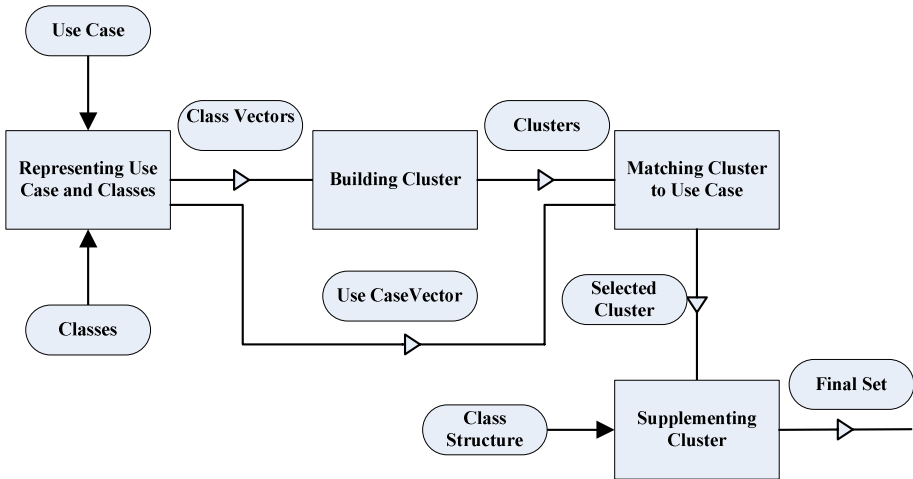 Use Case
Class Vectors
Clusters
Representing Use
Case and Classes
Building Cluster
Matching Cluster
to Use Case
Use CaseVector
Selected
Cluster
Classes
Final Set
Class
Structure
Supplementing
Cluster